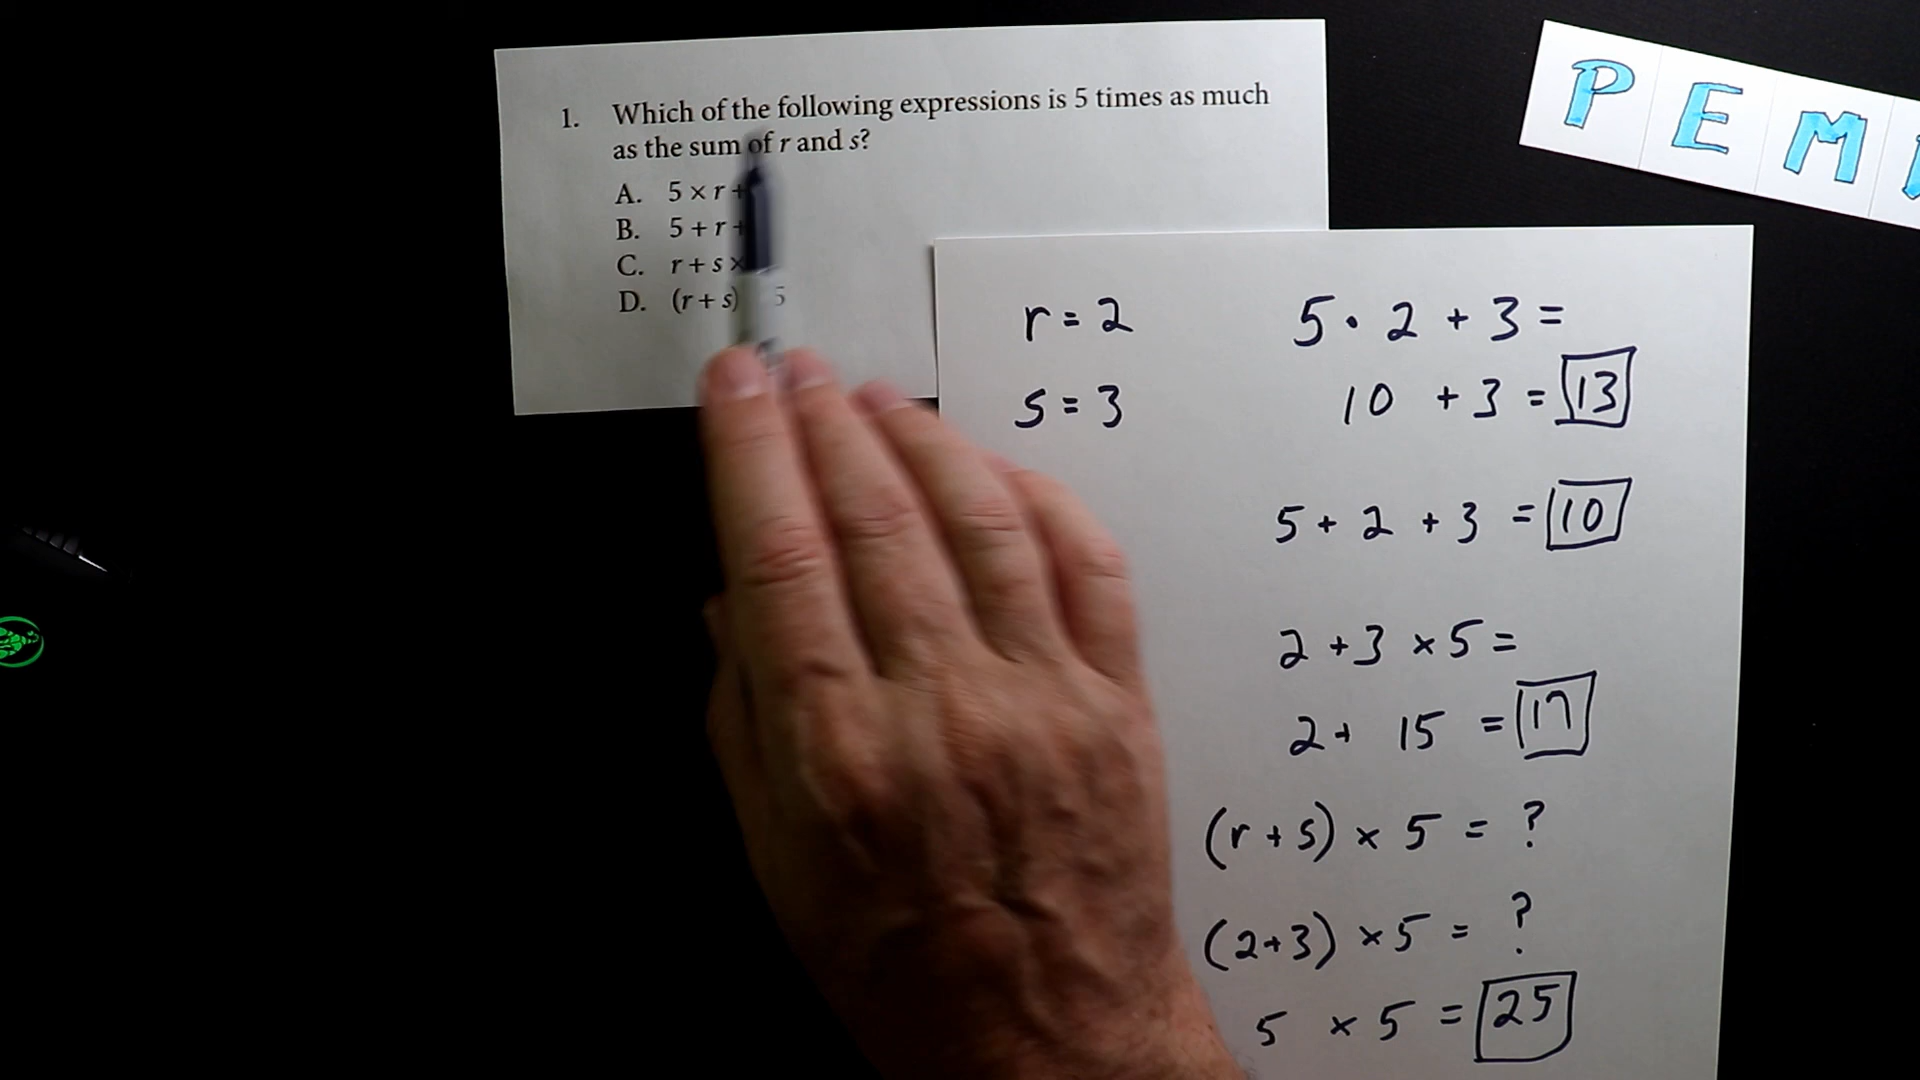 1. Which of the following expressions is 5 times as much
as the sum of r and s?
A. 5 × r +
B. 5 + r +
C. r + s ×
D. (r + s) 5
P E M
r = 2
s = 3
5 · 2 + 3 =
10 + 3 = 13
5 + 2 + 3 = 10
2 + 3 × 5 =
2 + 15 = 17
(r + s) × 5 = ?
(2+3) × 5 = ?
5 × 5 = 25